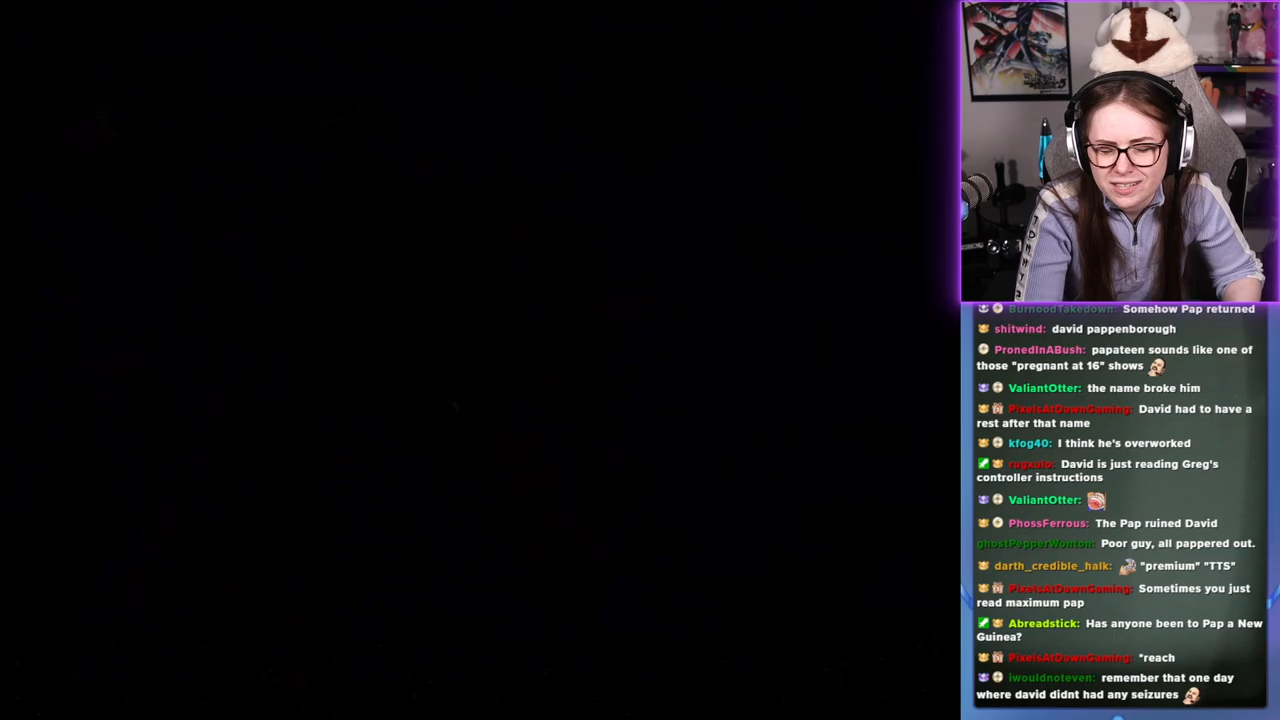 BurnoodTakedown: Somehow Pap returned
shitwind: david pappenborough
PronedInABush: papateen sounds like one of
those "pregnant at 16" shows
ValiantOtter: the name broke him
PixelsAtDawnGaming: David had to have a
rest after that name
kfog40: I think he's overworked
rugxulo: David is just reading Greg's
controller instructions
ValiantOtter:
PhossFerrous: The Pap ruined David
ghostPepperWonton: Poor guy, all pappered out.
darth_credible_halk: "premium" "TTS"
PixelsAtDawnGaming: Sometimes you just
read maximum pap
Abreadstick: Has anyone been to Pap a New
Guinea?
PixelsAtDawnGaming: *reach
iwouldnoteven: remember that one day
where david didnt had any seizures